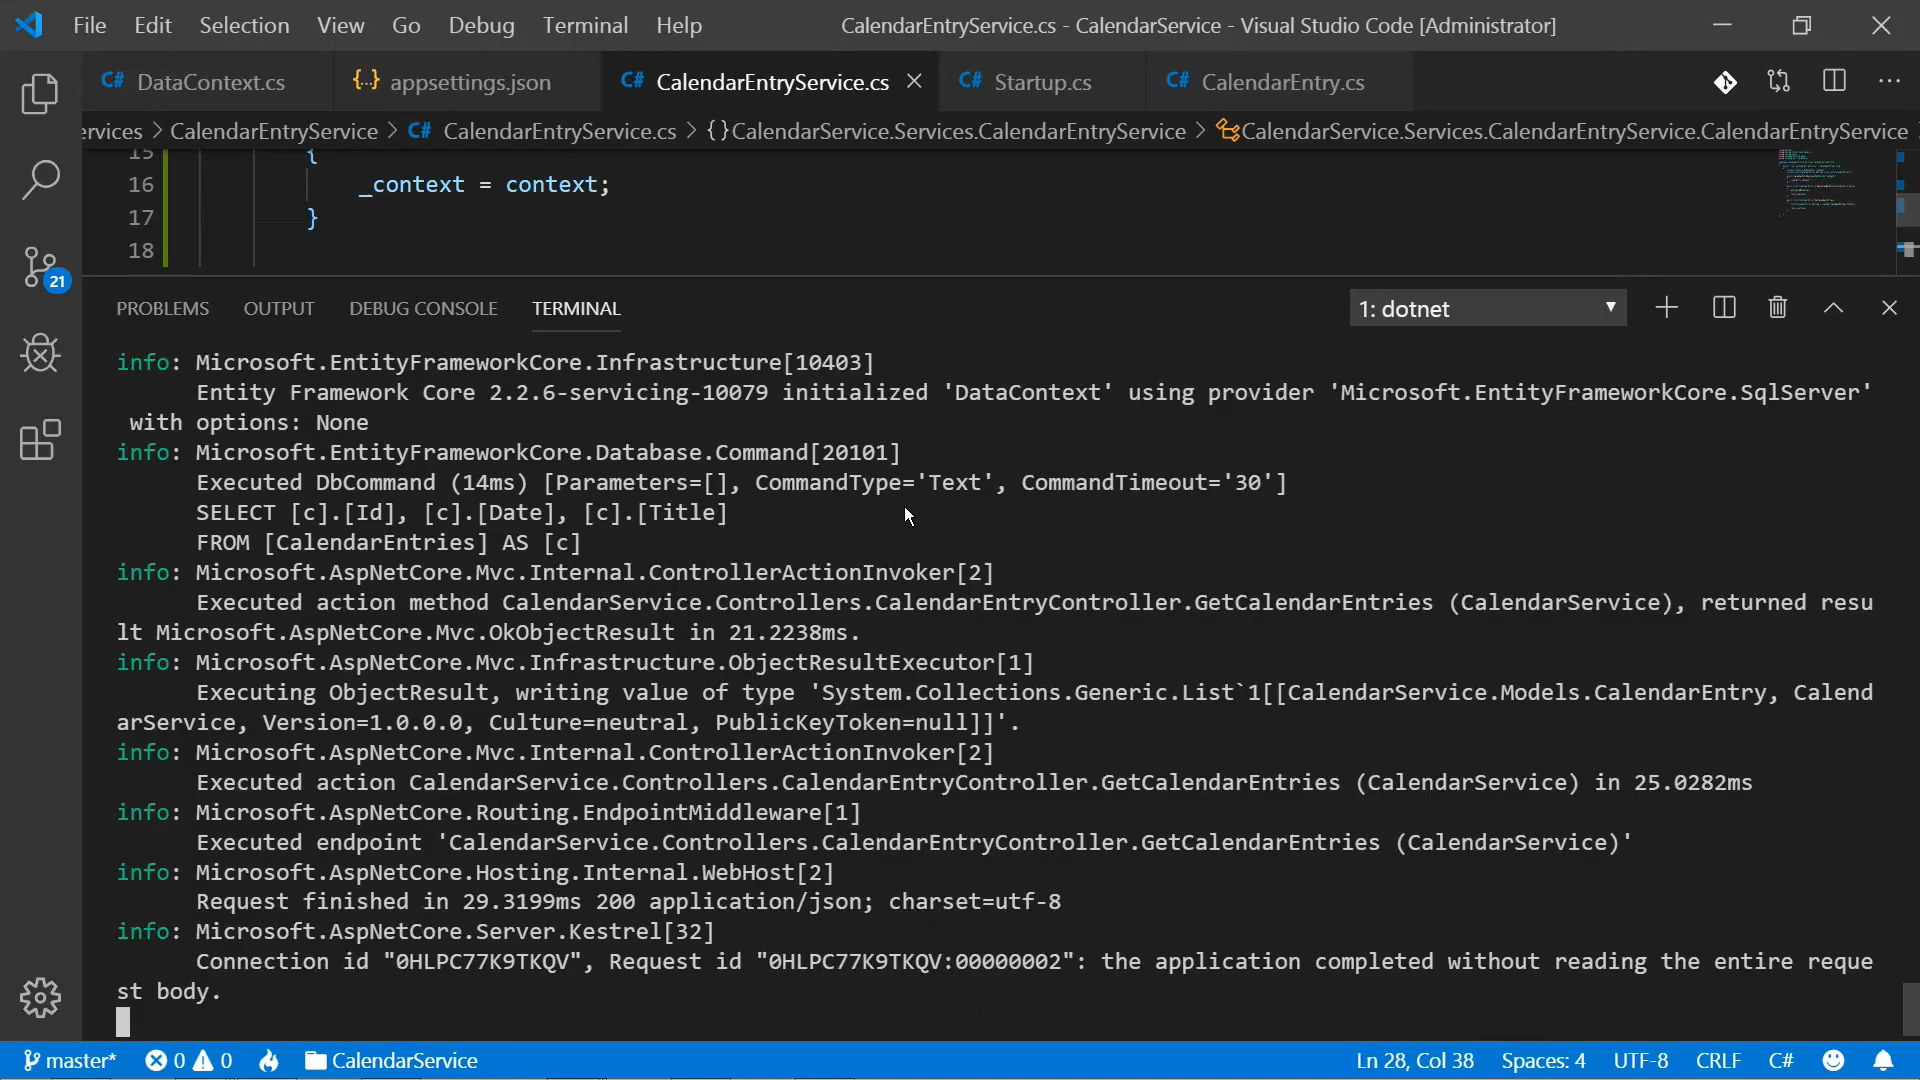 File Edit Selection View Go Debug Terminal Help CalendarEntryService.cs - CalendarService - Visual Studio Code [Administrator]
C# DataContext.cs {..} appsettings.json C# CalendarEntryService.cs C# Startup.cs C# CalendarEntry.cs
ervices > CalendarEntryService > C# CalendarEntryService.cs > {} CalendarService.Services.CalendarEntryService > CalendarService.Services.CalendarEntryService.CalendarEntryService
15 {
16 _context = context;
17 }
18
21
PROBLEMS OUTPUT DEBUG CONSOLE TERMINAL 1: dotnet
info: Microsoft.EntityFrameworkCore.Infrastructure[10403]
Entity Framework Core 2.2.6-servicing-10079 initialized 'DataContext' using provider 'Microsoft.EntityFrameworkCore.SqlServer'
with options: None
info: Microsoft.EntityFrameworkCore.Database.Command[20101]
Executed DbCommand (14ms) [Parameters=[], CommandType='Text', CommandTimeout='30']
SELECT [c].[Id], [c].[Date], [c].[Title]
FROM [CalendarEntries] AS [c]
info: Microsoft.AspNetCore.Mvc.Internal.ControllerActionInvoker[2]
Executed action method CalendarService.Controllers.CalendarEntryController.GetCalendarEntries (CalendarService), returned resu
lt Microsoft.AspNetCore.Mvc.OkObjectResult in 21.2238ms.
info: Microsoft.AspNetCore.Mvc.Infrastructure.ObjectResultExecutor[1]
Executing ObjectResult, writing value of type 'System.Collections.Generic.List`1[[CalendarService.Models.CalendarEntry, Calend
arService, Version=1.0.0.0, Culture=neutral, PublicKeyToken=null]]'.
info: Microsoft.AspNetCore.Mvc.Internal.ControllerActionInvoker[2]
Executed action CalendarService.Controllers.CalendarEntryController.GetCalendarEntries (CalendarService) in 25.0282ms
info: Microsoft.AspNetCore.Routing.EndpointMiddleware[1]
Executed endpoint 'CalendarService.Controllers.CalendarEntryController.GetCalendarEntries (CalendarService)'
info: Microsoft.AspNetCore.Hosting.Internal.WebHost[2]
Request finished in 29.3199ms 200 application/json; charset=utf-8
info: Microsoft.AspNetCore.Server.Kestrel[32]
Connection id "0HLPC77K9TKQV", Request id "0HLPC77K9TKQV:00000002": the application completed without reading the entire reque
st body.
master* 0 0 CalendarService Ln 28, Col 38 Spaces: 4 UTF-8 CRLF C#